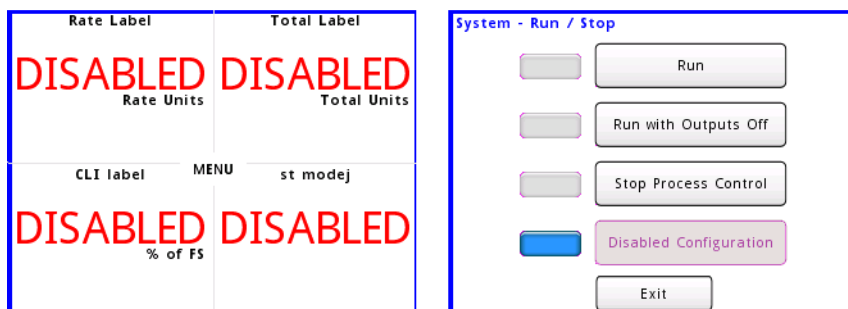 Rate Label
Total Label
DISABLED
DISABLED
Rate Units
Total Units
CLI label
MENU
st modej
DISABLED
DISABLED
% of FS
System - Run / Stop
Run
Run with Outputs Off
Stop Process Control
Disabled Configuration
Exit